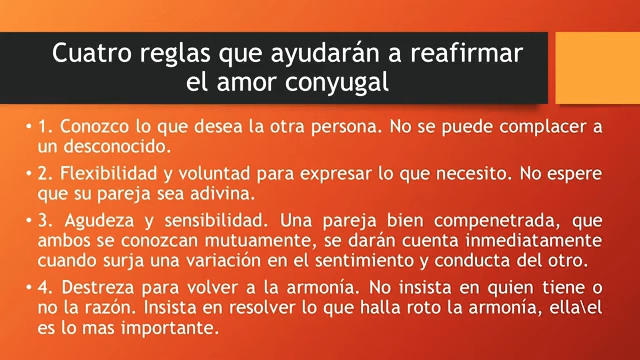 Cuatro reglas que ayudarán a reafirmar
el amor conyugal
• 1. Conozco lo que desea la otra persona. No se puede complacer a
un desconocido.
• 2. Flexibilidad y voluntad para expresar lo que necesito. No espere
que su pareja sea adivina.
• 3. Agudeza y sensibilidad. Una pareja bien compenetrada, que
ambos se conozcan mutuamente, se darán cuenta inmediatamente
cuando surja una variación en el sentimiento y conducta del otro.
• 4. Destreza para volver a la armonía. No insista en quien tiene o
no la razón. Insista en resolver lo que halla roto la armonía, ella\el
es lo mas importante.